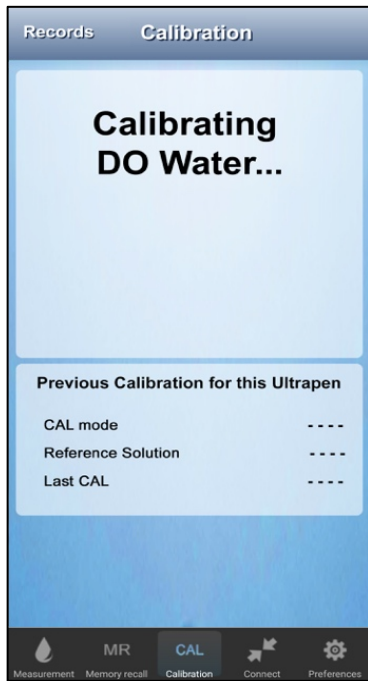 Records Calibration
Calibrating
DO Water...
Previous Calibration for this Ultrapen
CAL mode ----
Reference Solution ----
Last CAL ----
MR CAL
Measurement Memory recall Calibration Connect Preferences